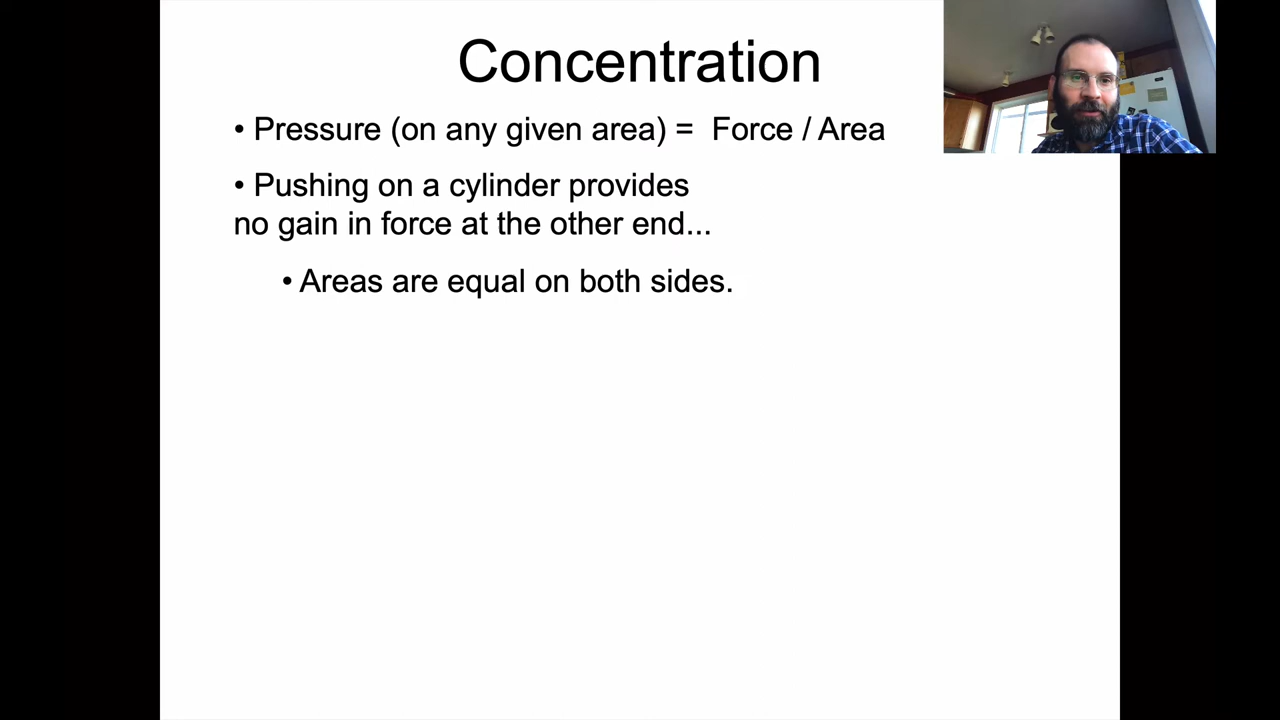 Concentration
• Pressure (on any given area) =  Force / Area
• Pushing on a cylinder provides
no gain in force at the other end...
• Areas are equal on both sides.